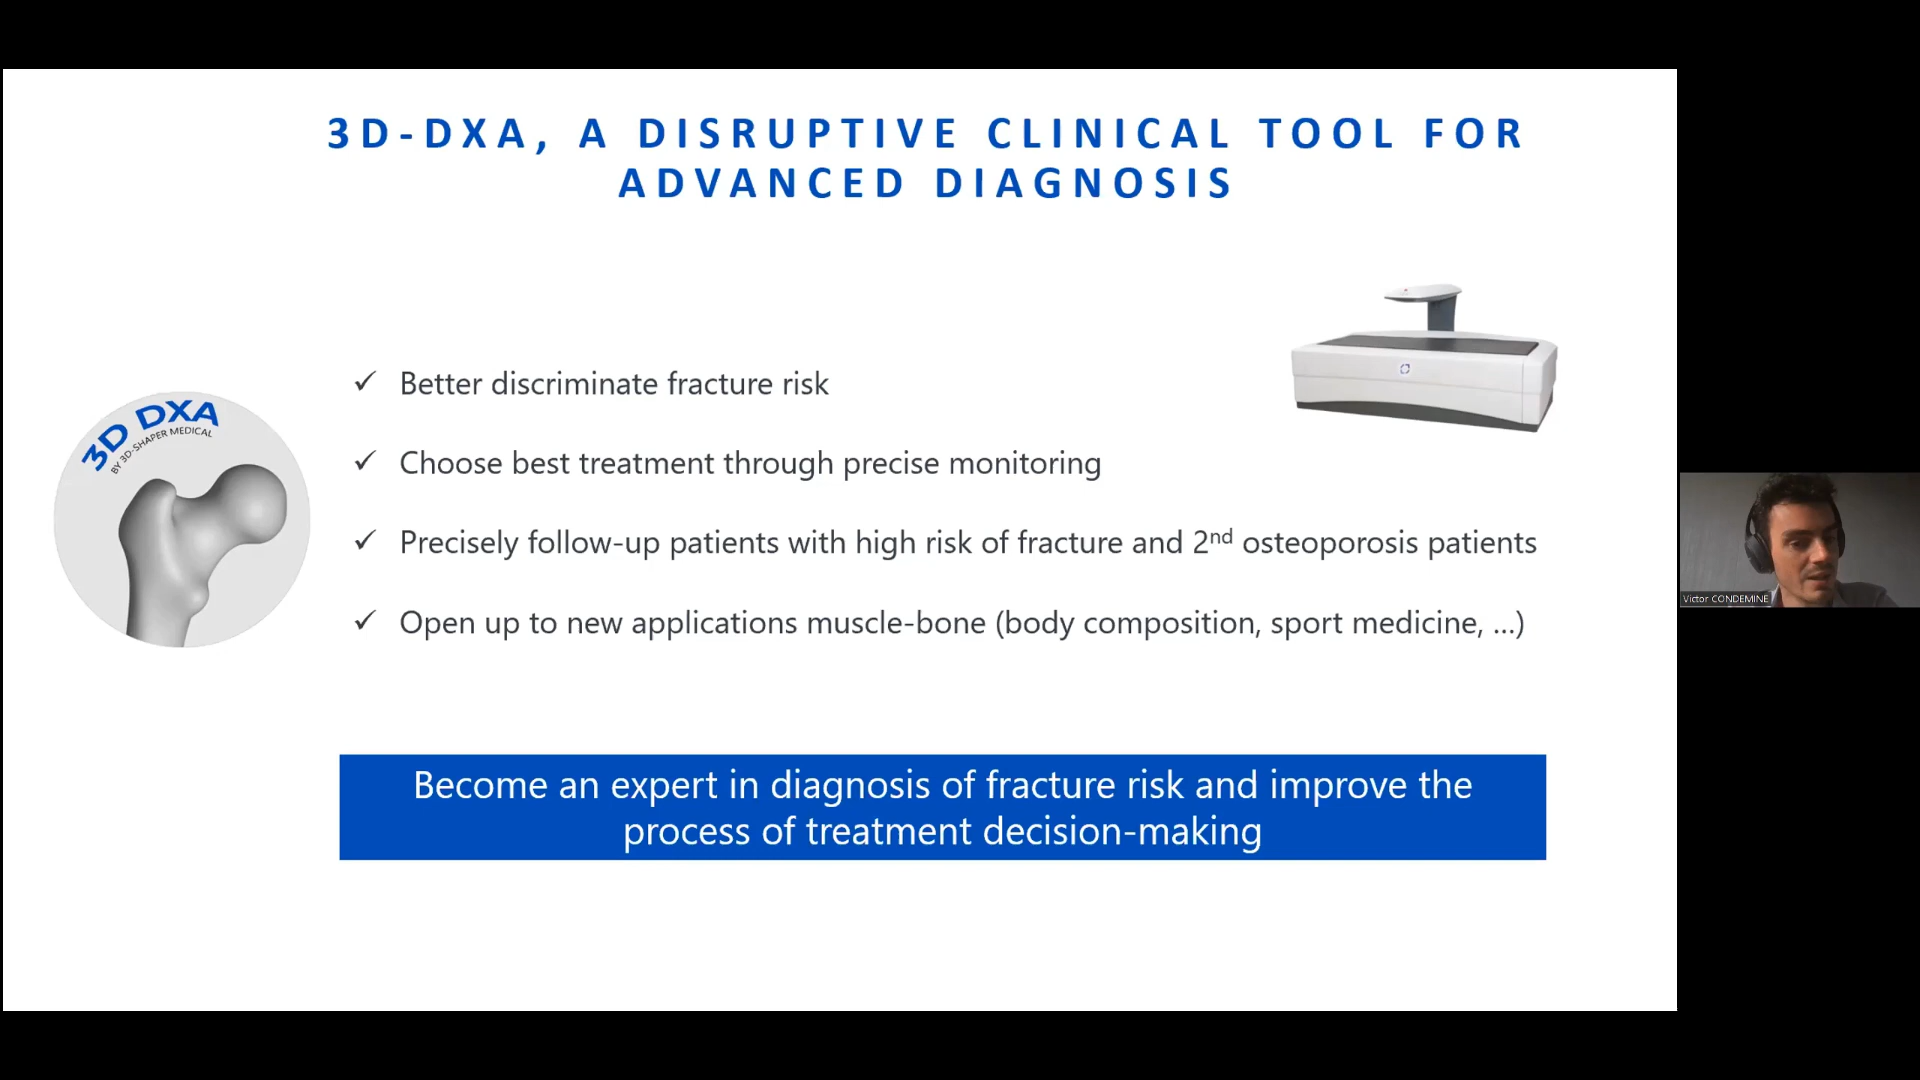 3D-DXA, A DISRUPTIVE CLINICAL TOOL FOR
ADVANCED DIAGNOSIS
3D DXA
BY 3D-SHAPER MEDICAL
✓ Better discriminate fracture risk
✓ Choose best treatment through precise monitoring
✓ Precisely follow-up patients with high risk of fracture and 2nd osteoporosis patients
✓ Open up to new applications muscle-bone (body composition, sport medicine, ...)
Become an expert in diagnosis of fracture risk and improve the
process of treatment decision-making
Victor CONDEMINE